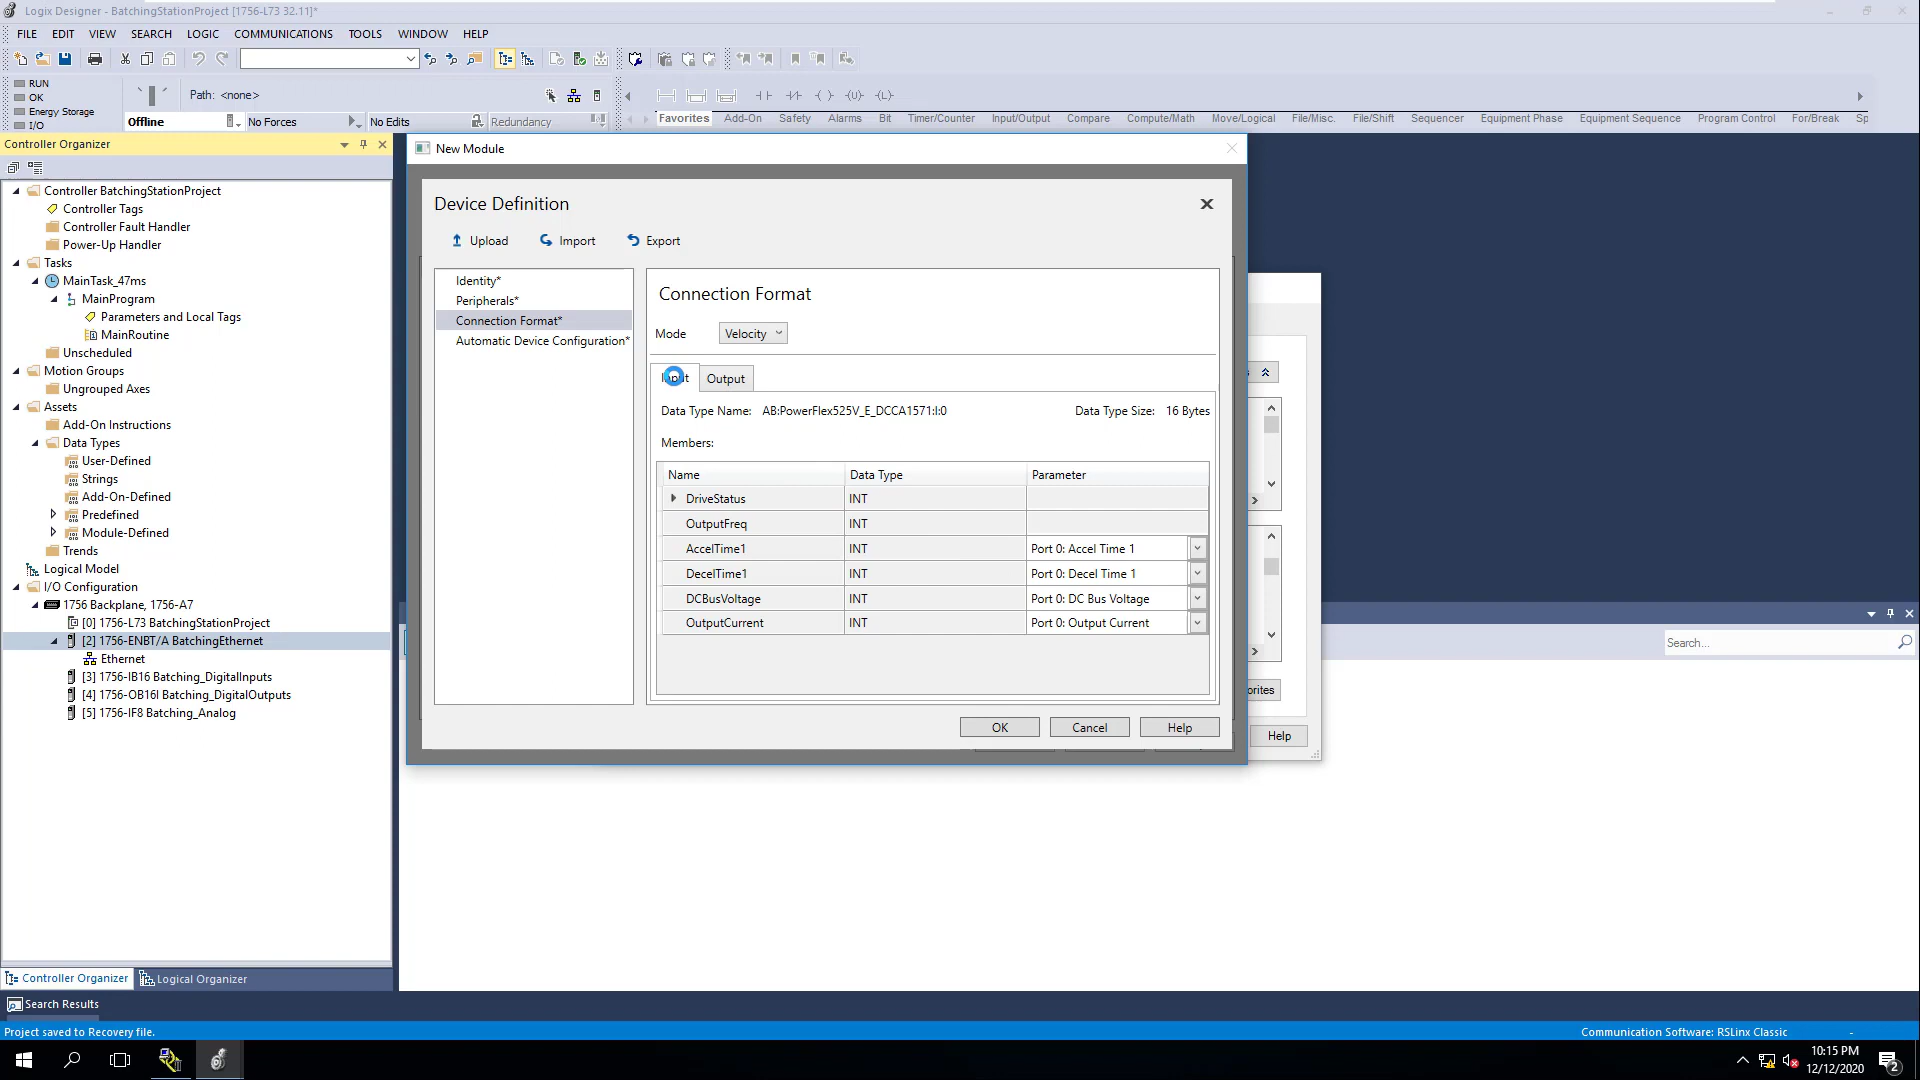 Logix Designer - BatchingStationProject [1756-L73 32.11]*
FILE EDIT VIEW SEARCH LOGIC COMMUNICATIONS TOOLS WINDOW HELP
RUN
OK
Energy Storage
I/O
Path: <none>
Offline No Forces No Edits Redundancy
Favorites Add-On Safety Alarms Bit Timer/Counter Input/Output Compare Compute/Math Move/Logical File/Misc. File/Shift Sequencer Equipment Phase Equipment Sequence Program Control For/Break Sp
Controller Organizer
Controller BatchingStationProject
Controller Tags
Controller Fault Handler
Power-Up Handler
Tasks
MainTask_47ms
MainProgram
Parameters and Local Tags
MainRoutine
Unscheduled
Motion Groups
Ungrouped Axes
Assets
Add-On Instructions
Data Types
User-Defined
Strings
Add-On-Defined
Predefined
Module-Defined
Trends
Logical Model
I/O Configuration
1756 Backplane, 1756-A7
[0] 1756-L73 BatchingStationProject
[2] 1756-ENBT/A BatchingEthernet
Ethernet
[3] 1756-IB16 Batching_DigitalInputs
[4] 1756-OB16I Batching_DigitalOutputs
[5] 1756-IF8 Batching_Analog
Controller Organizer Logical Organizer
New Module
Device Definition
Upload Import Export
Identity*
Peripherals*
Connection Format*
Automatic Device Configuration*
Connection Format
Mode Velocity
Output
Data Type Name: AB:PowerFlex525V_E_DCCA1571:I:0 Data Type Size: 16 Bytes
Members:
Name Data Type Parameter
DriveStatus INT
OutputFreq INT
AccelTime1 INT Port 0: Accel Time 1
DecelTime1 INT Port 0: Decel Time 1
DCBusVoltage INT Port 0: DC Bus Voltage
OutputCurrent INT Port 0: Output Current
OK Cancel Help
orites
Help
Search...
Search Results
Project saved to Recovery file.
Communication Software: RSLinx Classic
10:15 PM
12/12/2020
2